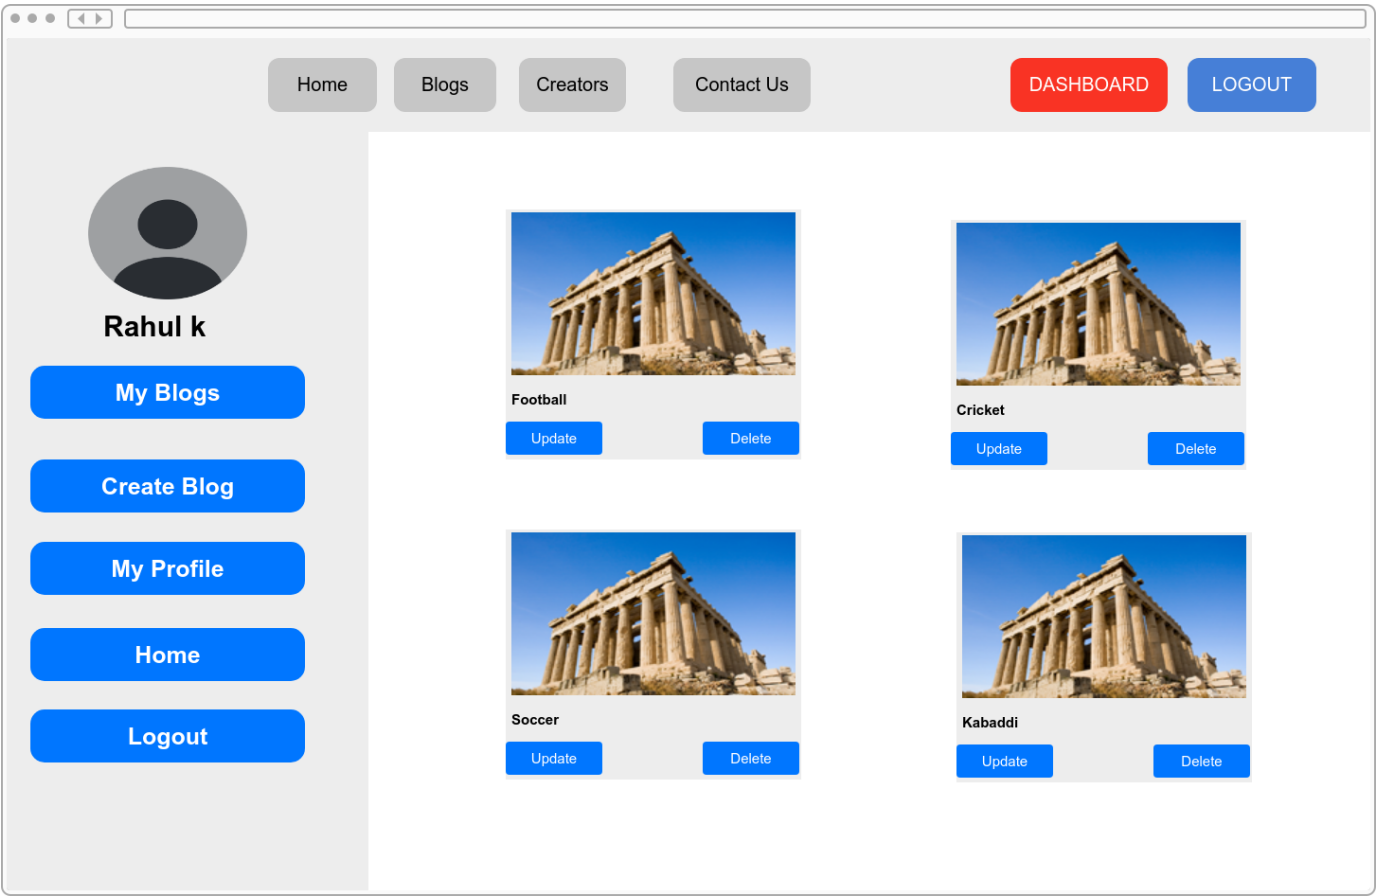 Home
Blogs
Creators
Contact Us
DASHBOARD
LOGOUT
Rahul k
My Blogs
Create Blog
My Profile
Home
Logout
Football
Update
Delete
Cricket
Update
Delete
Soccer
Update
Delete
Kabaddi
Update
Delete